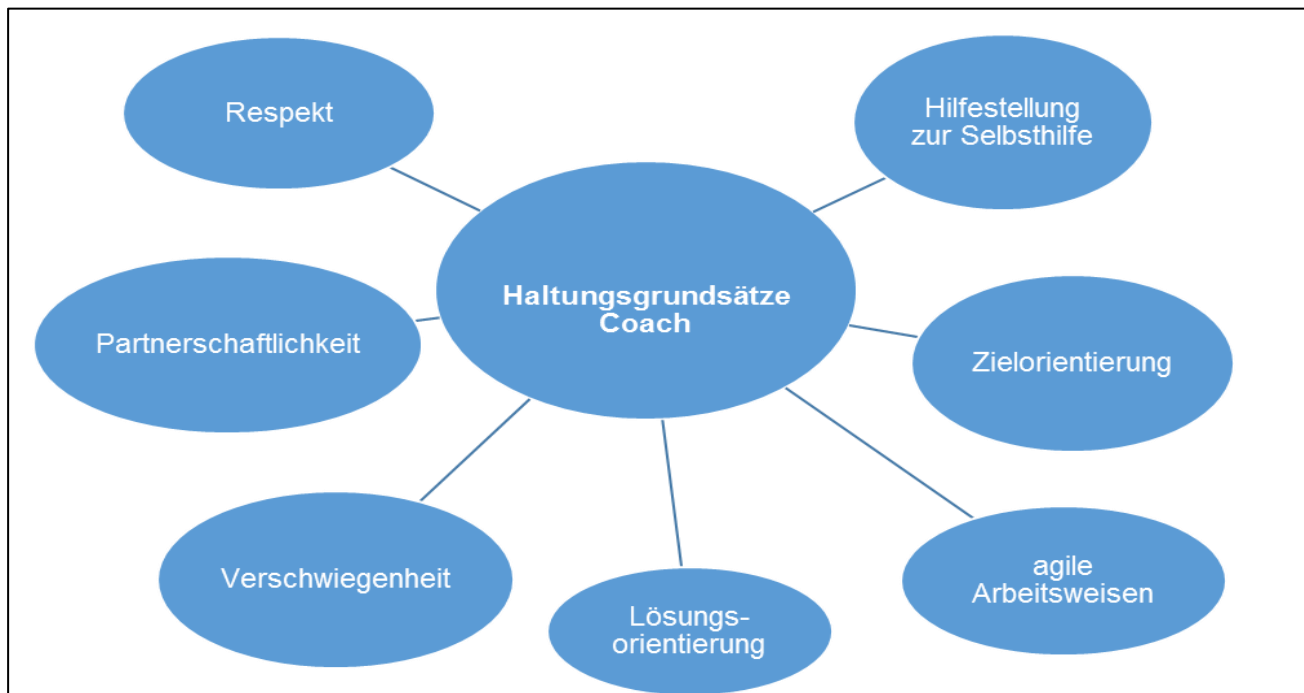 Respekt
Hilfestellung
zur Selbsthilfe
Haltungsgrundsätze
Coach
Partnerschaftlichkeit
Zielorientierung
Verschwiegenheit
Lösungs-
orientierung
agile
Arbeitsweisen